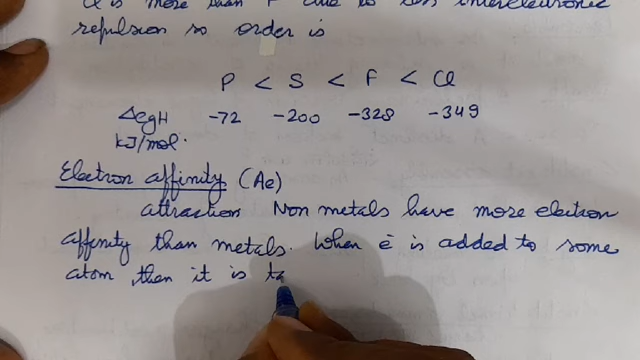 Cl is more than F due to less interelectronic
repulsion so order is
P < S < F < Cl
ΔegH -72 -200 -328 -349
kJ/mol.
Electron affinity (Ae)
attraction Non metals have more electron
affinity than metals. When e⁻ is added to some
atom, then it is ta